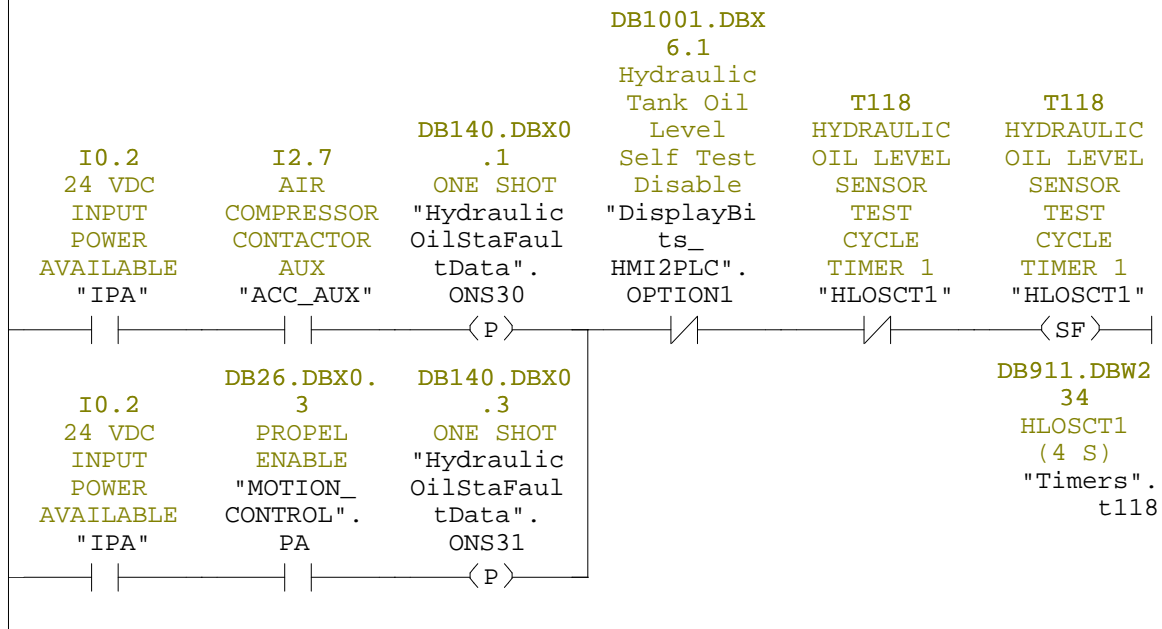 DB1001.DBX
6.1
Hydraulic
Tank Oil
Level
Self Test
Disable
"DisplayBi
ts_
HMI2PLC".
OPTION1
T118
HYDRAULIC
OIL LEVEL
SENSOR
TEST
CYCLE
TIMER 1
"HLOSCT1"
T118
HYDRAULIC
OIL LEVEL
SENSOR
TEST
CYCLE
TIMER 1
"HLOSCT1"
I0.2
24 VDC
INPUT
POWER
AVAILABLE
"IPA"
I2.7
AIR
COMPRESSOR
CONTACTOR
AUX
"ACC_AUX"
DB140.DBX0
.1
ONE SHOT
"Hydraulic
OilStaFaul
tData".
ONS30
P
SF
I0.2
24 VDC
INPUT
POWER
AVAILABLE
"IPA"
DB26.DBX0.
3
PROPEL
ENABLE
"MOTION_
CONTROL".
PA
DB140.DBX0
.3
ONE SHOT
"Hydraulic
OilStaFaul
tData".
ONS31
P
DB911.DBW2
34
HLOSCT1
(4 S)
"Timers".
t118